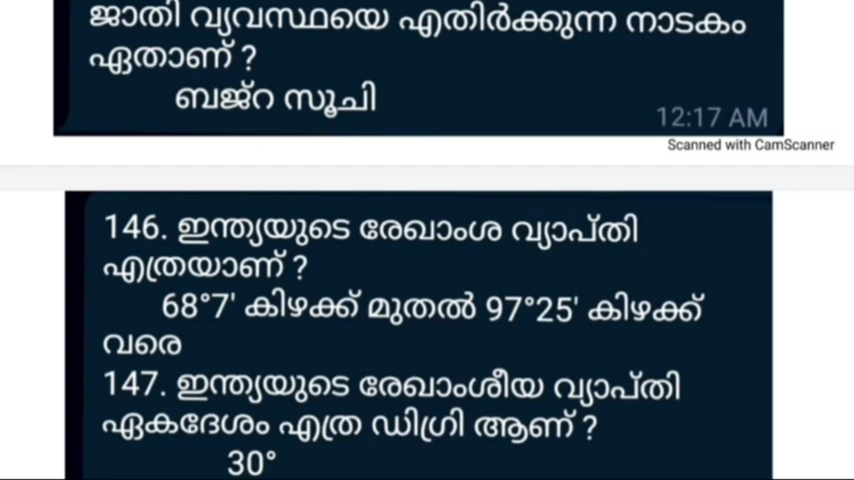 ജാതി വ്യവസ്ഥയെ എതിർക്കുന്ന നാടകം
ഏതാണ് ?
ബജ്റ സൂചി
12:17 AM
Scanned with CamScanner
146. ഇന്ത്യയുടെ രേഖാംശ വ്യാപ്തി
എത്രയാണ് ?
68°7' കിഴക്ക് മുതൽ 97°25' കിഴക്ക്
വരെ
147. ഇന്ത്യയുടെ രേഖാംശീയ വ്യാപ്തി
ഏകദേശം എത്ര ഡിഗ്രി ആണ് ?
30°